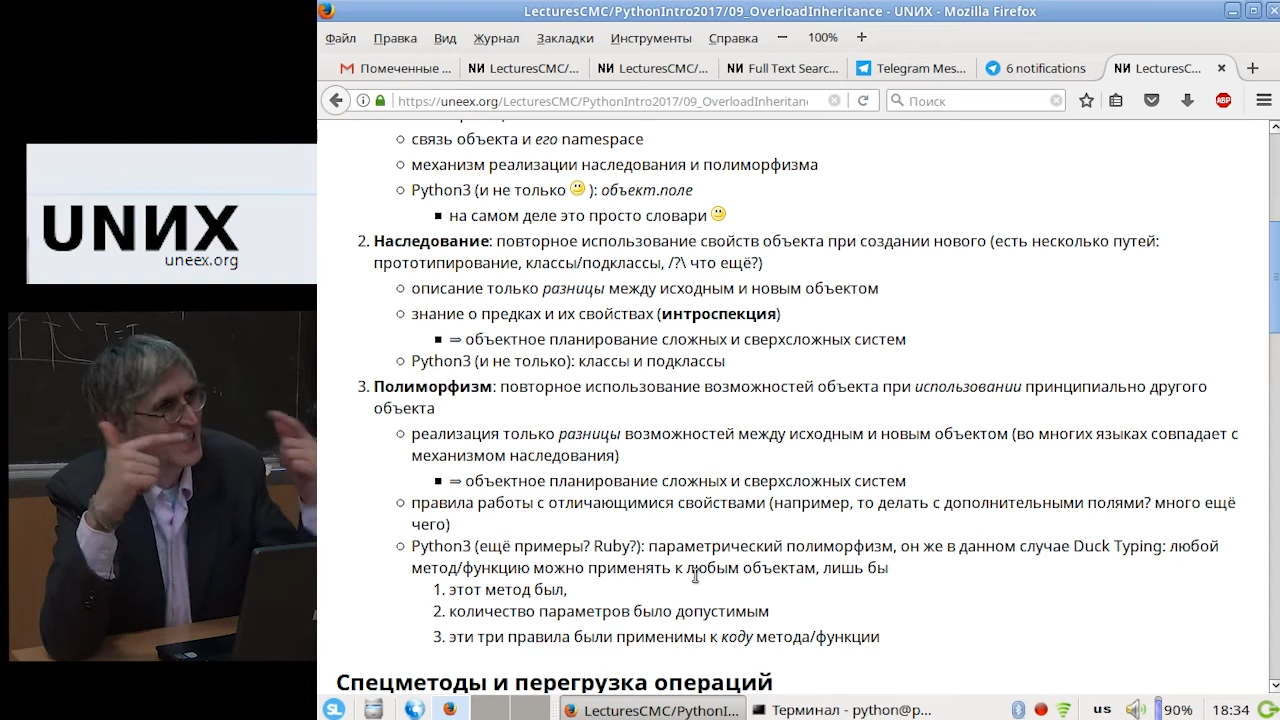 LecturesCMC/PythonIntro2017/09_OverloadInheritance - UNИX - Mozilla Firefox
Файл Правка Вид Журнал Закладки Инструменты Справка − 100% +
Помеченные ... NИ LecturesCMC/... NИ LecturesCMC/... NИ Full Text Searc... Telegram Mes... 6 notifications NИ LecturesC...
https://uneex.org/LecturesCMC/PythonIntro2017/09_OverloadInheritanc Поиск ABP
связь объекта и его namespace
механизм реализации наследования и полиморфизма
Python3 (и не только ): объект.поле
на самом деле это просто словари
2. Наследование: повторное использование свойств объекта при создании нового (есть несколько путей:
прототипирование, классы/подклассы, /?\ что ещё?)
описание только разницы между исходным и новым объектом
знание о предках и их свойствах (интроспекция)
⇒ объектное планирование сложных и сверхсложных систем
Python3 (и не только): классы и подклассы
3. Полиморфизм: повторное использование возможностей объекта при использовании принципиально другого
объекта
реализация только разницы возможностей между исходным и новым объектом (во многих языках совпадает с
механизмом наследования)
⇒ объектное планирование сложных и сверхсложных систем
правила работы с отличающимися свойствами (например, то делать с дополнительными полями? много ещё
чего)
Python3 (ещё примеры? Ruby?): параметрический полиморфизм, он же в данном случае Duck Typing: любой
метод/функцию можно применять к любым объектам, лишь бы
1. этот метод был,
2. количество параметров было допустимым
3. эти три правила были применимы к коду метода/функции
Спецметоды и перегрузка операций
LecturesCMC/PythonI... Терминал - python@p... us 90% 18:34
UNИX
uneex.org